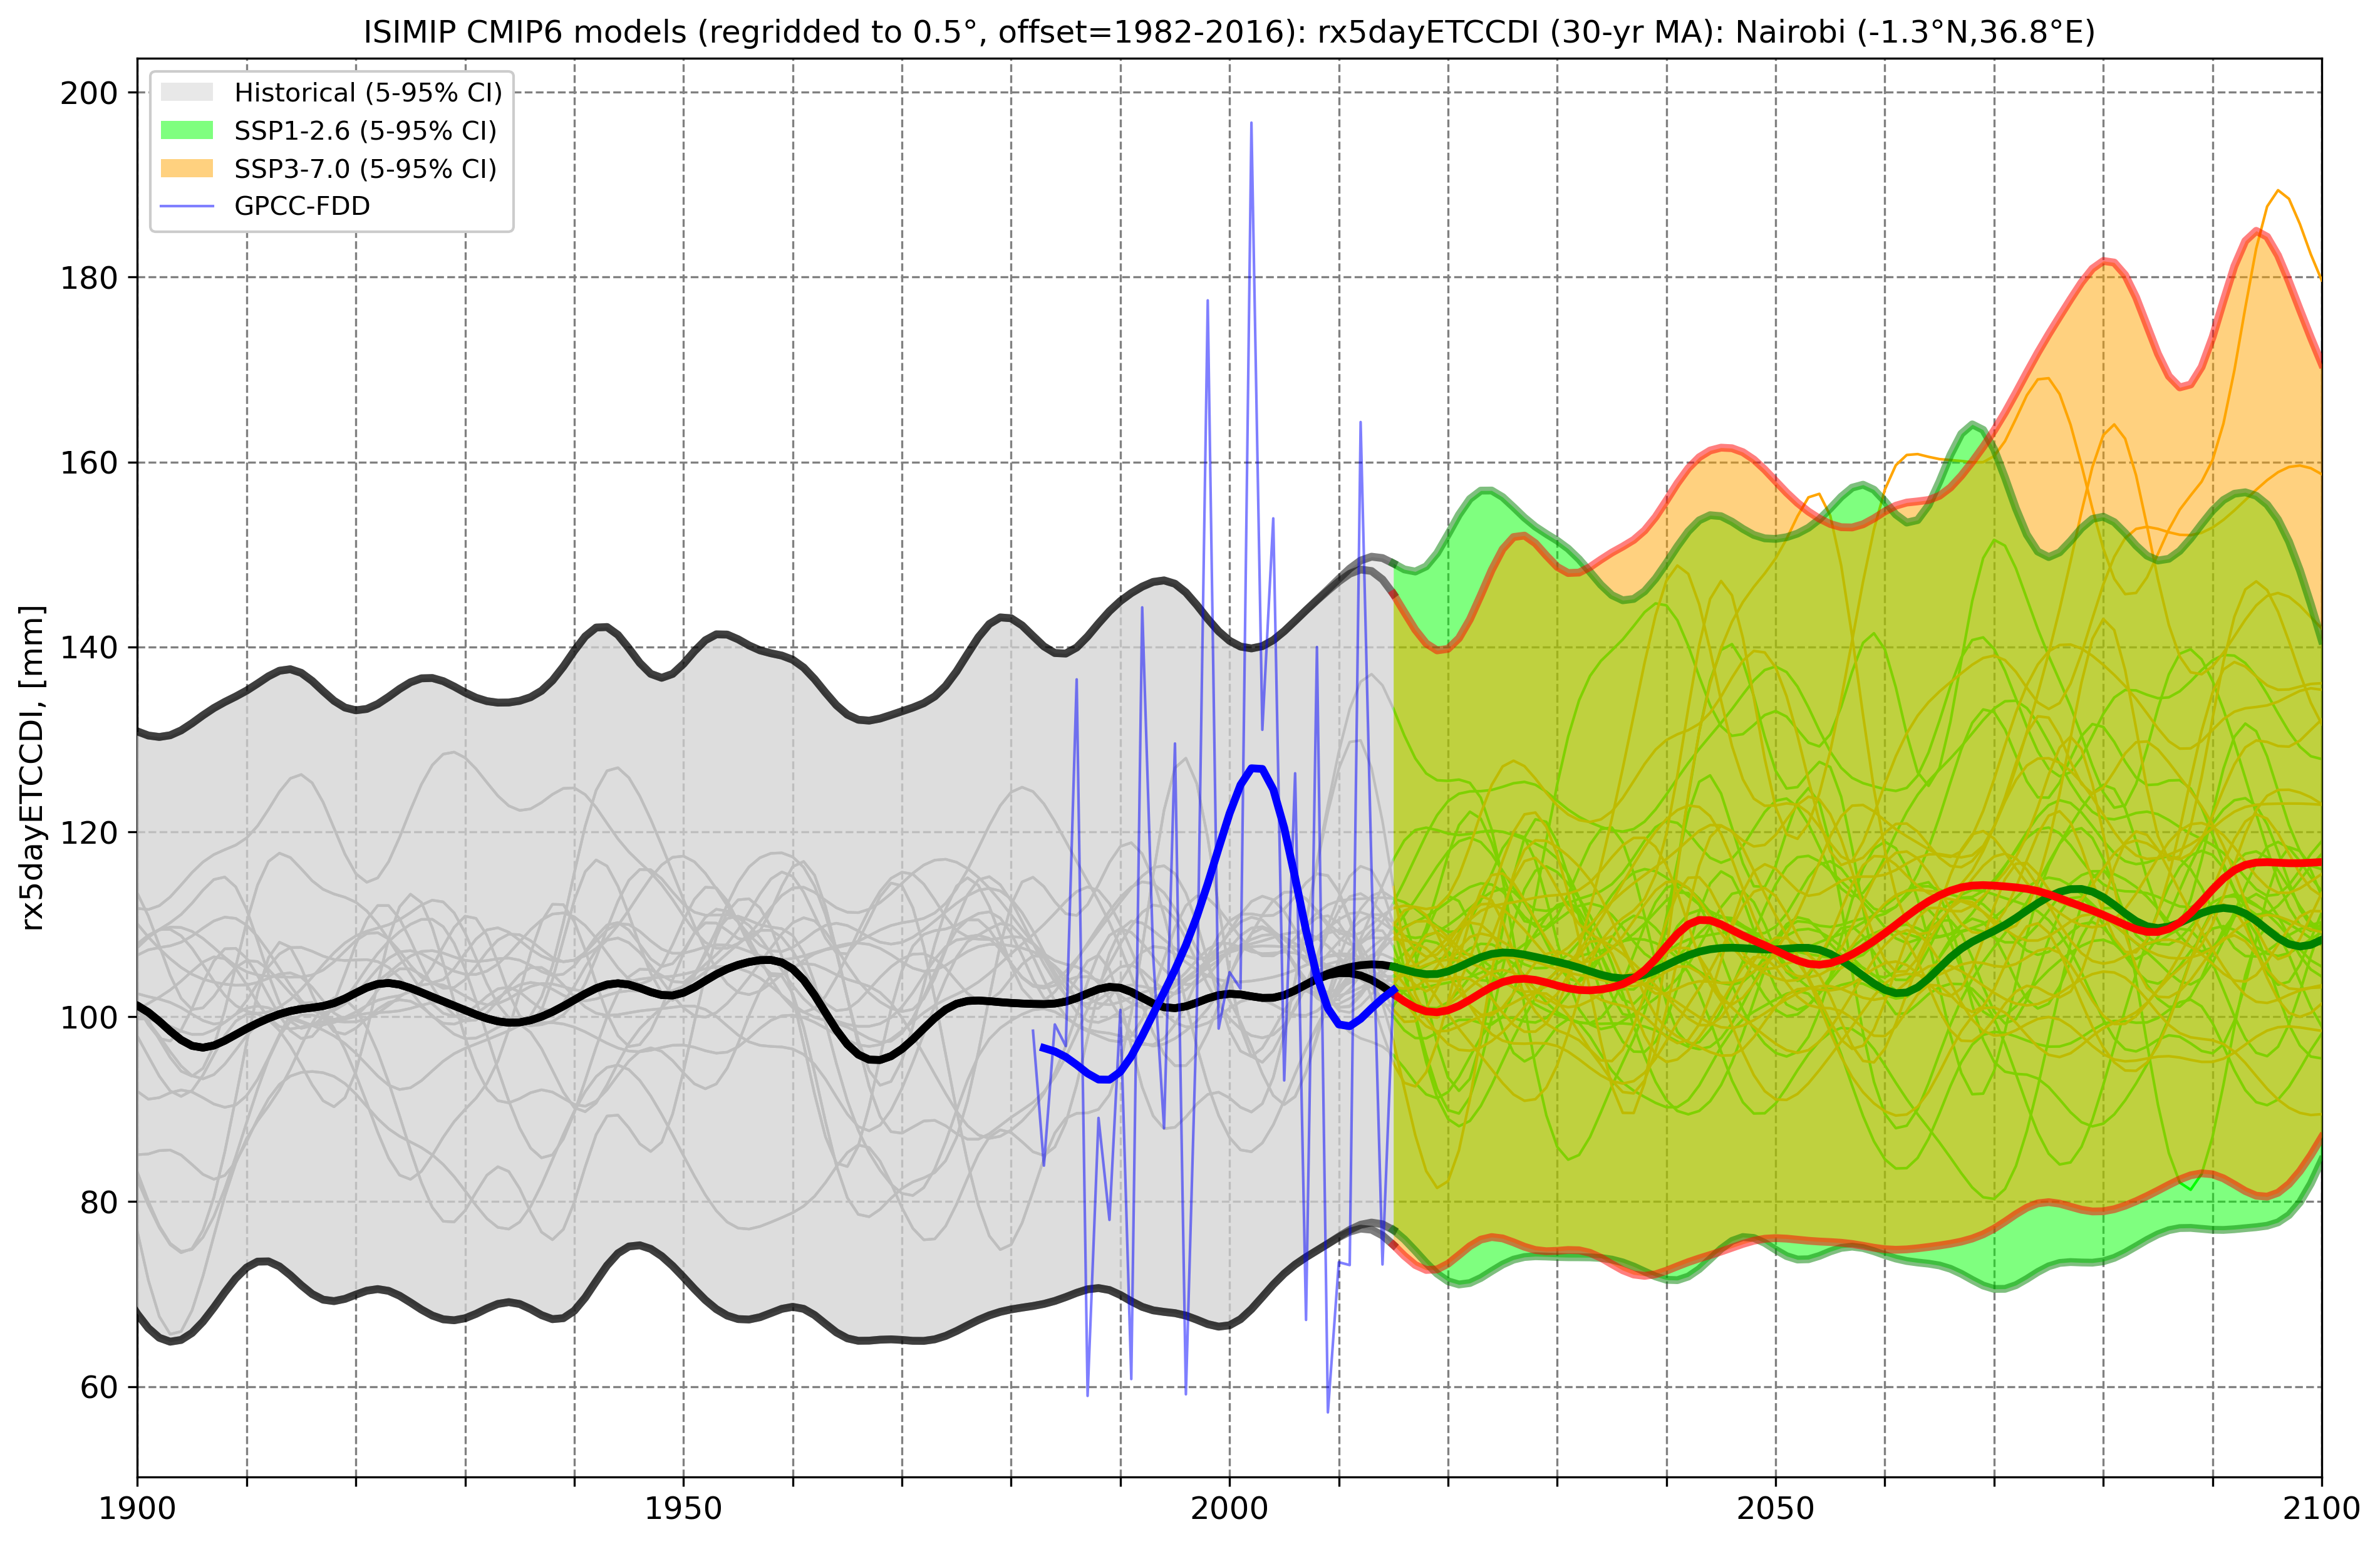 ISIMIP CMIP6 models (regridded to 0.5°, offset=1982-2016): rx5dayETCCDI (30-yr MA): Nairobi (-1.3°N,36.8°E)
Historical (5-95% CI)
SSP1-2.6 (5-95% CI)
SSP3-7.0 (5-95% CI)
GPCC-FDD
rx5dayETCCDI, [mm]
200
180
160
140
120
100
80
60
1900
1950
2000
2050
2100